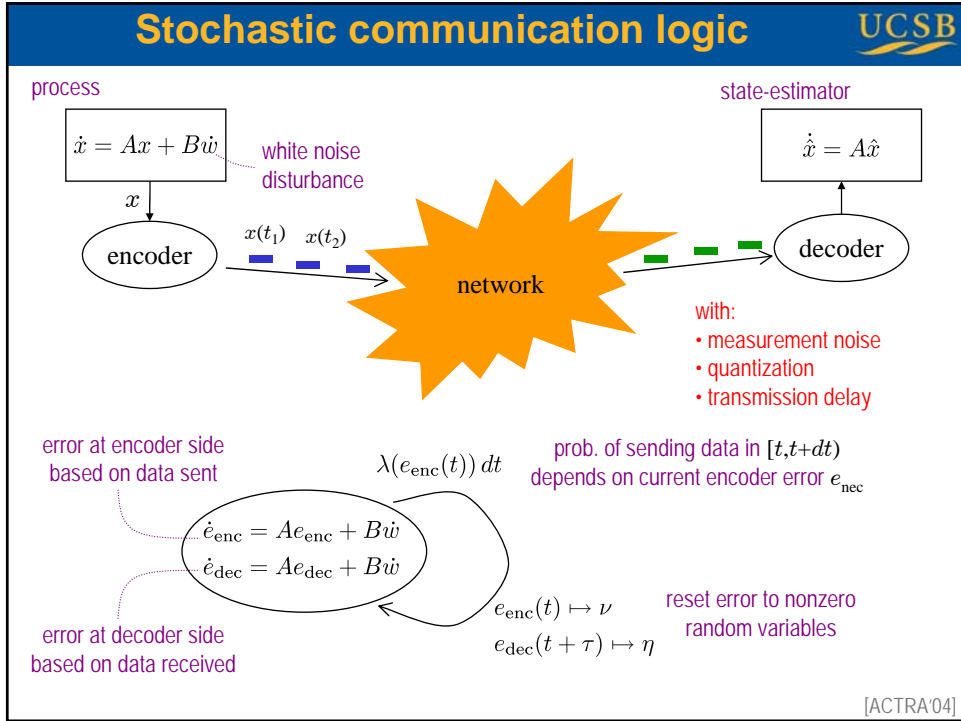 Stochastic communication logic
UCSB
process
state-estimator
ẋ = Ax + Bẇ
x̂̇ = Ax̂
white noise
disturbance
x
encoder
x(t₁) x(t₂)
network
decoder
with:
• measurement noise
• quantization
• transmission delay
error at encoder side
based on data sent
λ(e_enc(t)) dt
prob. of sending data in [t,t+dt)
depends on current encoder error e_nec
ė_enc = Ae_enc + Bẇ
ė_dec = Ae_dec + Bẇ
e_enc(t) ↦ ν
e_dec(t + τ) ↦ η
reset error to nonzero
random variables
error at decoder side
based on data received
[ACTRA'04]